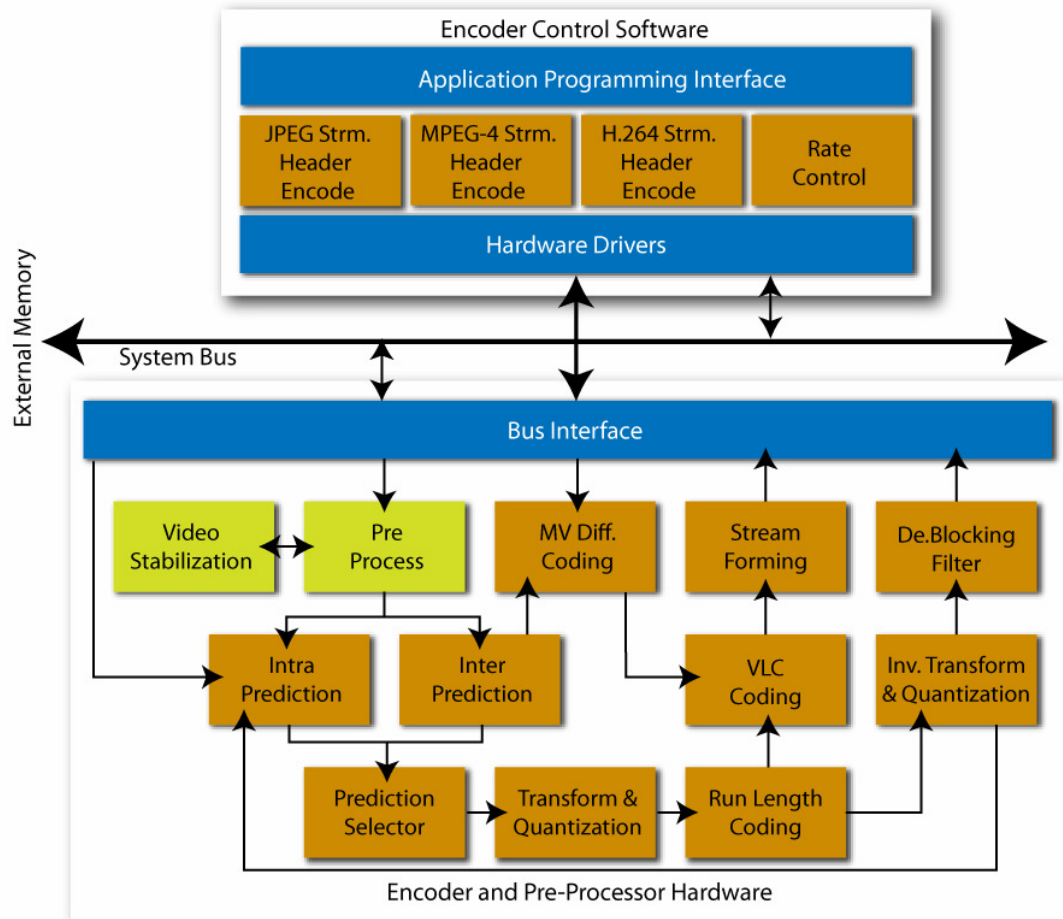 Encoder Control Software
Application Programming Interface
JPEG Strm.
Header
Encode
MPEG-4 Strm.
Header
Encode
H.264 Strm.
Header
Encode
Rate
Control
Hardware Drivers
External Memory
System Bus
Bus Interface
Video
Stabilization
Pre
Process
MV Diff.
Coding
Stream
Forming
De.Blocking
Filter
Intra
Prediction
Inter
Prediction
VLC
Coding
Inv. Transform
& Quantization
Prediction
Selector
Transform &
Quantization
Run Length
Coding
Encoder and Pre-Processor Hardware